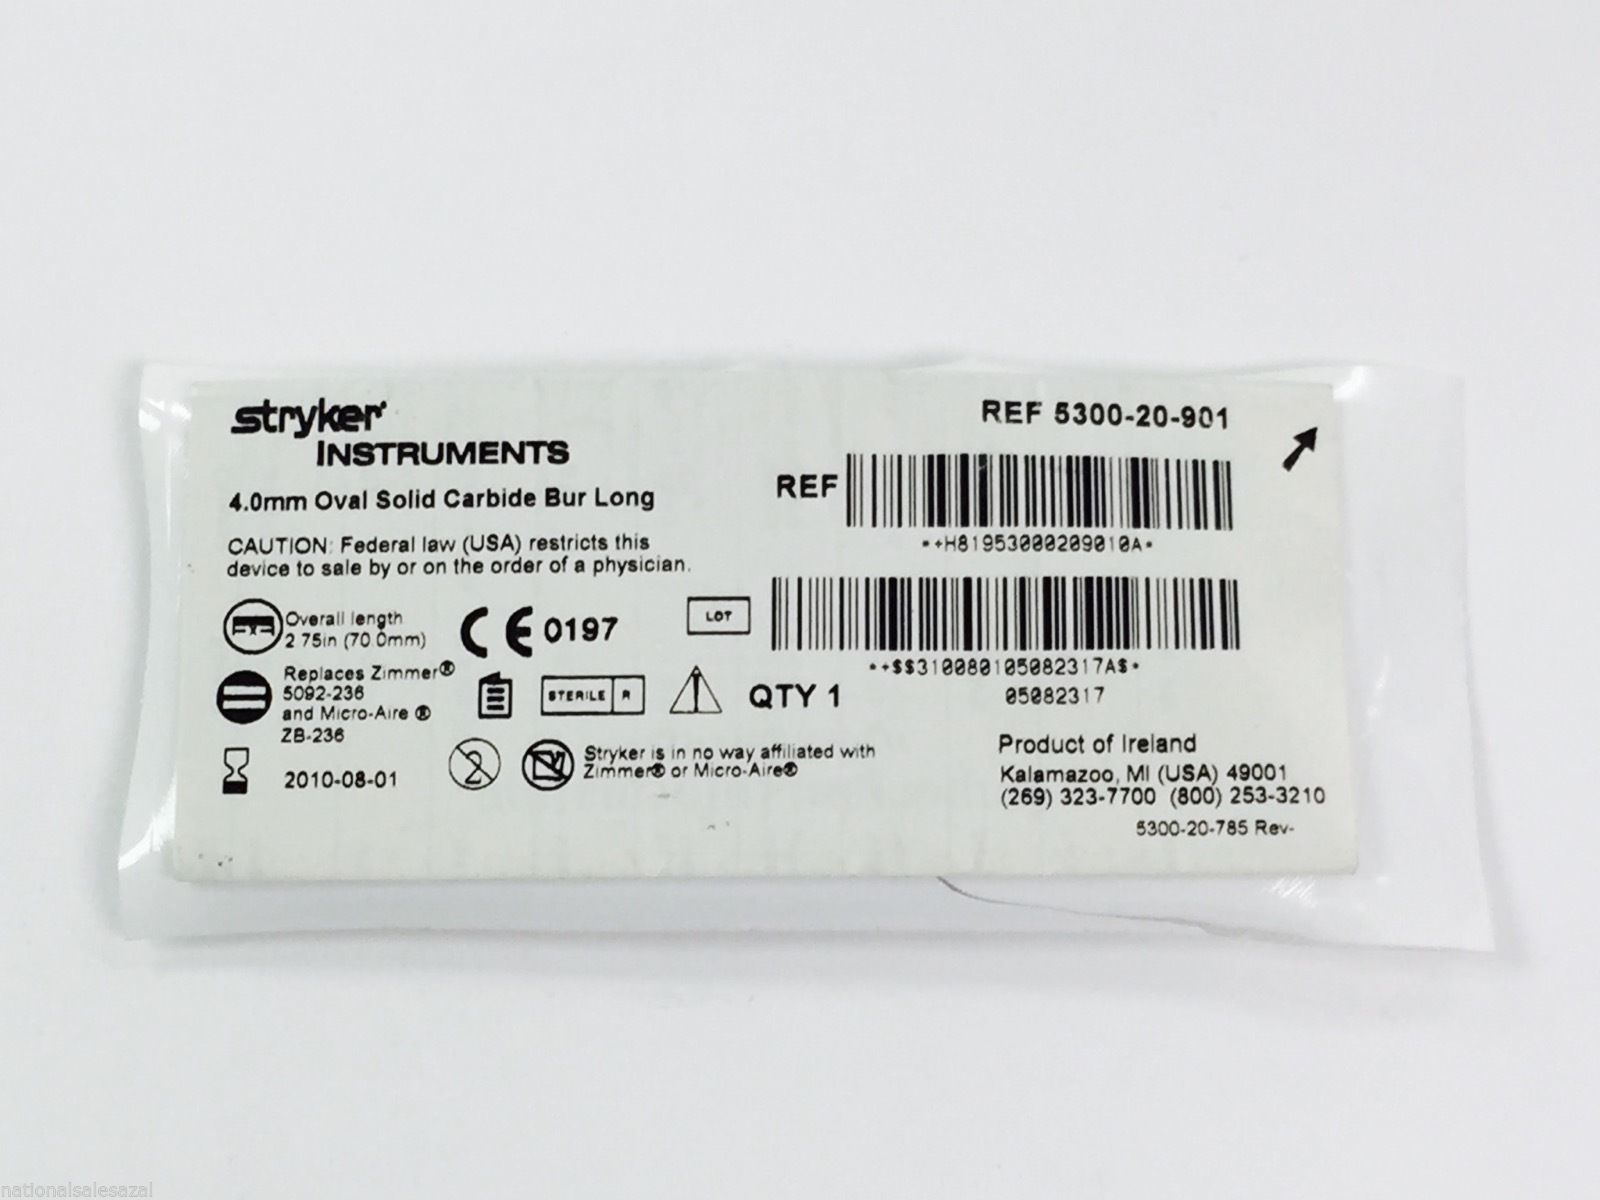 stryker
INSTRUMENTS
4.0mm Oval Solid Carbide Bur Long
CAUTION: Federal law (USA) restricts this
device to sale by or on the order of a physician.
Overall length
2.75in (70.0mm)
CE 0197
Replaces Zimmer®
5092-236
and Micro-Aire ®
ZB-236
STERILE R
QTY 1
2010-08-01
2
Stryker is in no way affiliated with
Zimmer® or Micro-Aire®
REF 5300-20-901
REF
*+H81953000209010A*
LOT
*+$$310080105082317A$*
05082317
Product of Ireland
Kalamazoo, MI (USA) 49001
(269) 323-7700 (800) 253-3210
5300-20-785 Rev-
nationalsalesazal